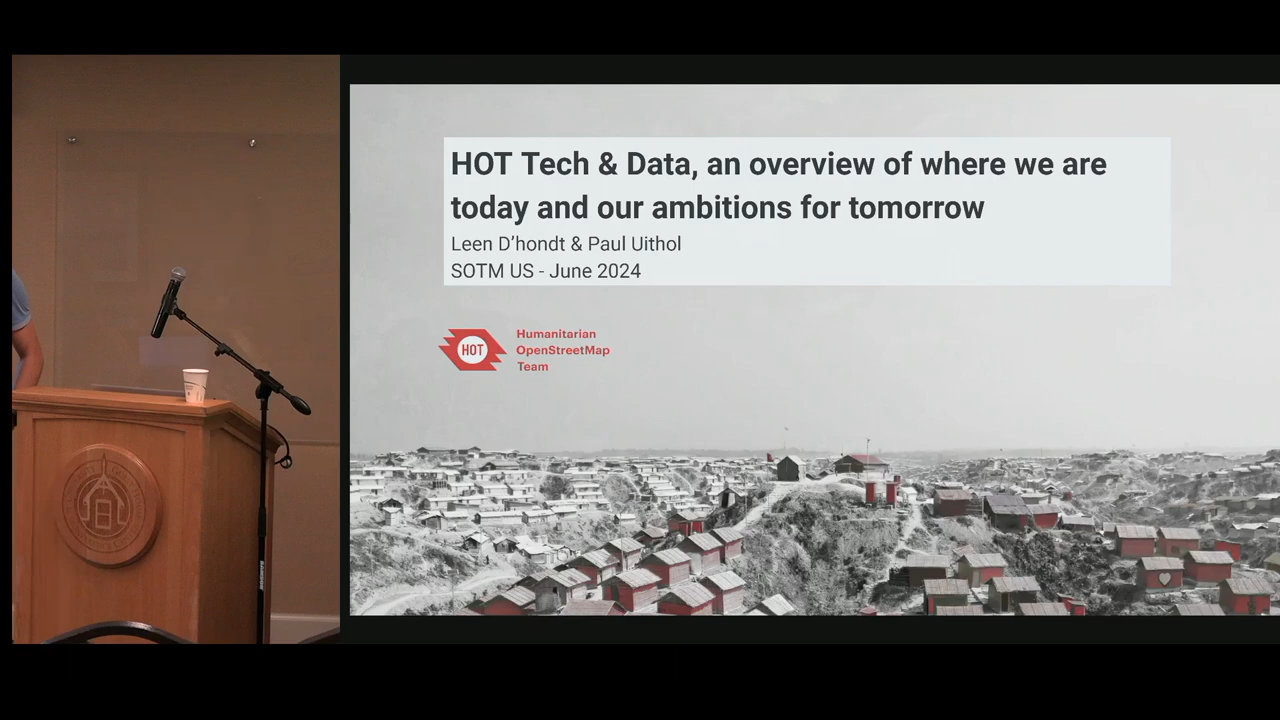 HOT Tech & Data, an overview of where we are
today and our ambitions for tomorrow
Leen D'hondt & Paul Uithol
SOTM US - June 2024
HOT
Humanitarian
OpenStreetMap
Team